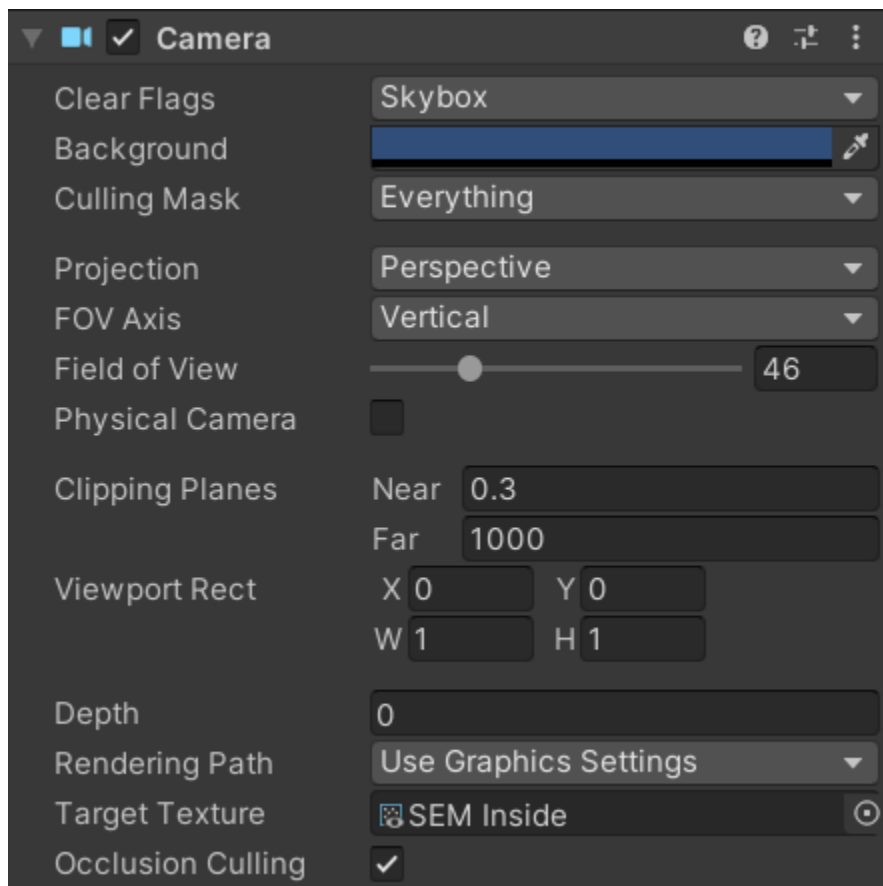 Camera
Clear Flags Skybox
Background
Culling Mask Everything
Projection Perspective
FOV Axis Vertical
Field of View 46
Physical Camera
Clipping Planes Near 0.3
Far 1000
Viewport Rect X 0 Y 0
W 1 H 1
Depth 0
Rendering Path Use Graphics Settings
Target Texture SEM Inside
Occlusion Culling